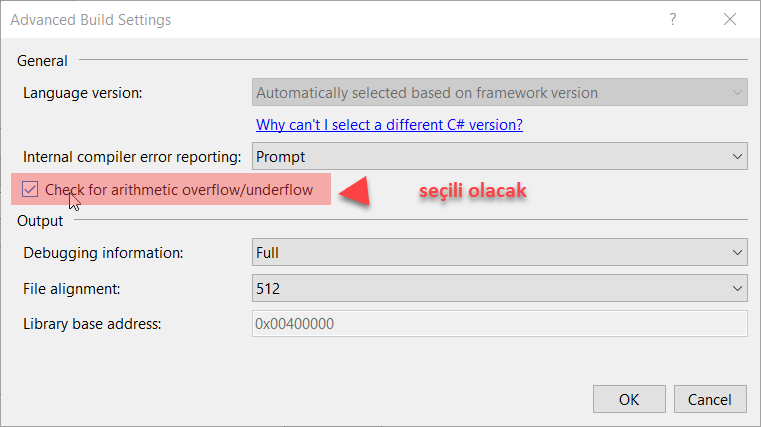 Advanced Build Settings
General
Language version: Automatically selected based on framework version
Why can't I select a different C# version?
Internal compiler error reporting: Prompt
Check for arithmetic overflow/underflow seçili olacak
Output
Debugging information: Full
File alignment: 512
Library base address: 0x00400000
OK Cancel